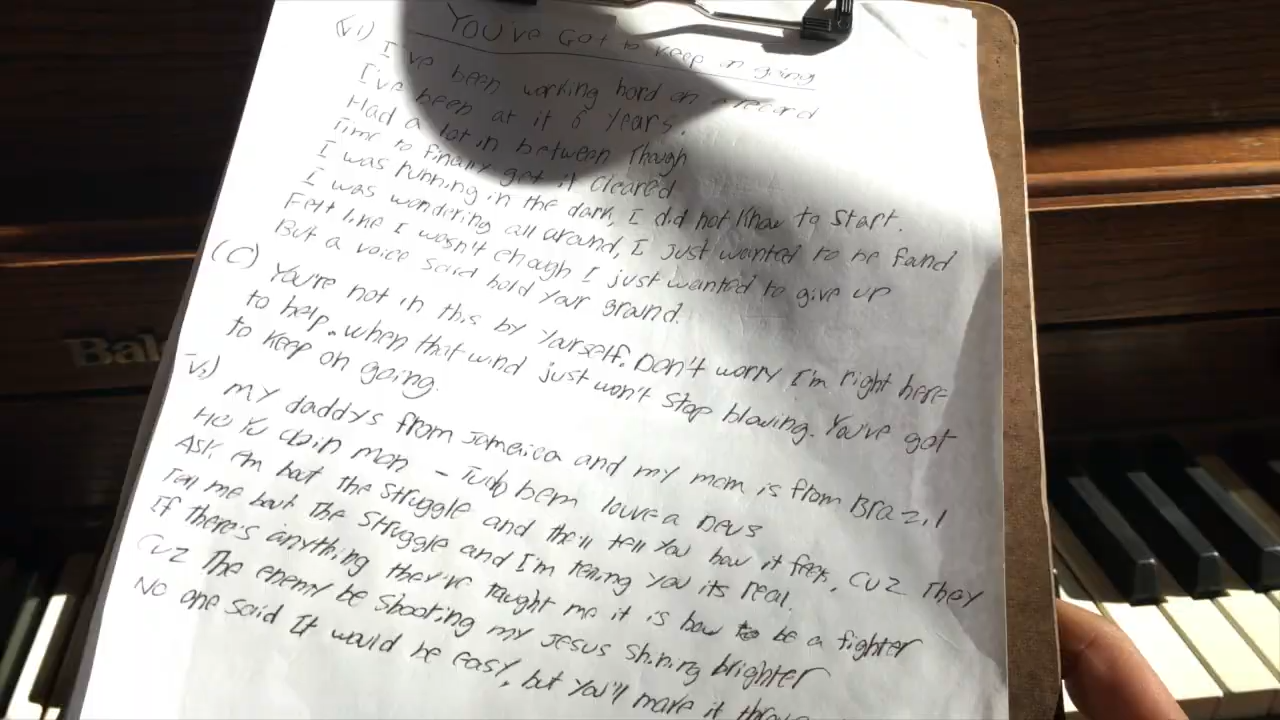 You've Got to keep on going
(V1) I've been working hard on a record
I've been at it 6 years.
Had a lot in between Though
Time to finally get it cleared
I was running in the dark, I did not know to start.
I was wondering all around, I just wanted to be found
Felt like I wasn't enough I just wanted to give up
But a voice said hold your ground.
(C) You're not in this by yourself. Don't worry I'm right here
to help. when that wind just won't stop blowing. You've got
to keep on going.
V.) my daddys from Jamaica and my mom is from Brazil
man - Tudo bem louve a Deus
Ask em bout the struggle and the'll tell you how it feels, cuz They
Tell me bout The struggle and I'm telling you its real.
If there's anything they've taught me it is how to be a fighter
cuz The enemy be shooting my Jesus shining brighter
No one said It would be easy, but you'll make it
Bal